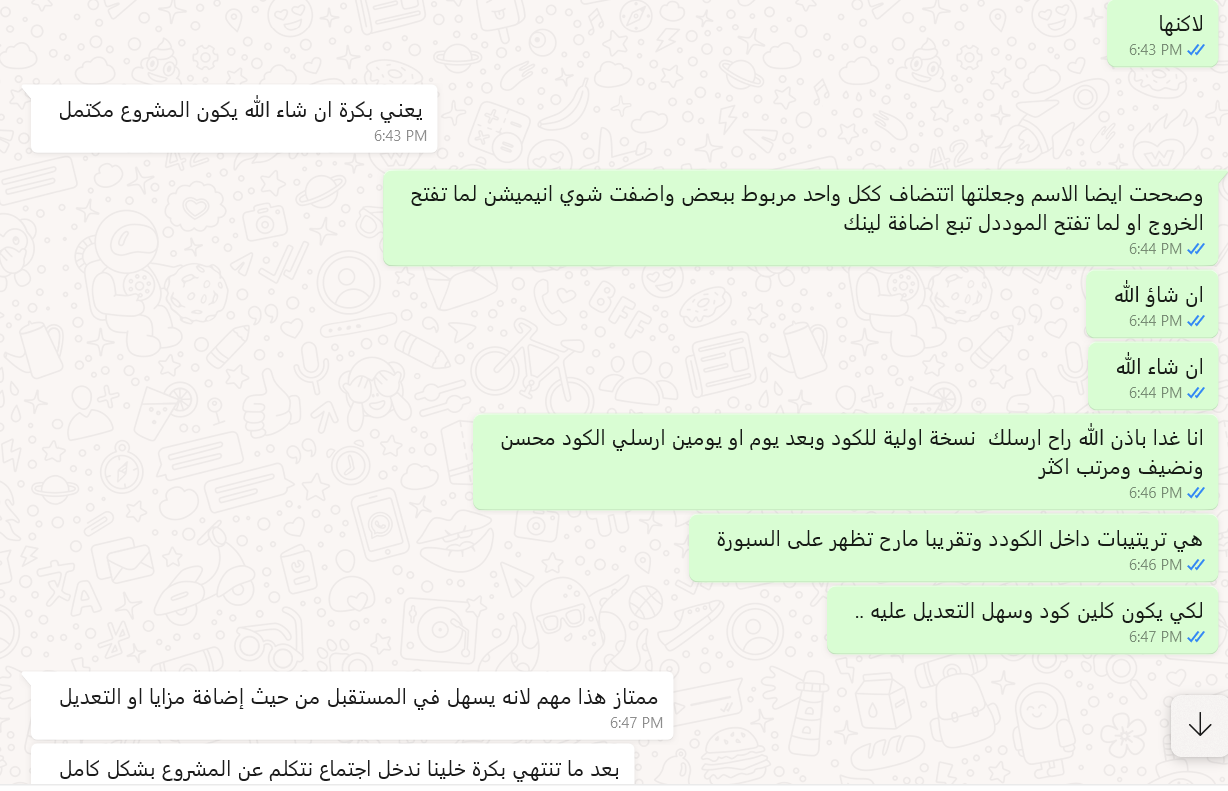 لاكنها
6:43 PM
يعني بكرة ان شاء الله يكون المشروع مكتمل
6:43 PM
وصححت ايضا الاسم وجعلتها اتتضاف ككل واحد مربوط ببعض واضفت شوي انيميشن لما تفتح
الخروج او لما تفتح الموددل تبع اضافة لينك
6:44 PM
ان شاؤ الله
6:44 PM
ان شاء الله
6:44 PM
انا غدا باذن الله راح ارسلك نسخة اولية للكود وبعد يوم او يومين ارسلي الكود محسن
ونضيف ومرتب اكثر
6:46 PM
هي تريتيبات داخل الكودد وتقريبا مارح تظهر على السبورة
6:46 PM
لكي يكون كلين كود وسهل التعديل عليه ..
6:47 PM
ممتاز هذا مهم لانه يسهل في المستقبل من حيث إضافة مزايا او التعديل
6:47 PM
بعد ما تنتهي بكرة خلينا ندخل اجتماع نتكلم عن المشروع بشكل كامل